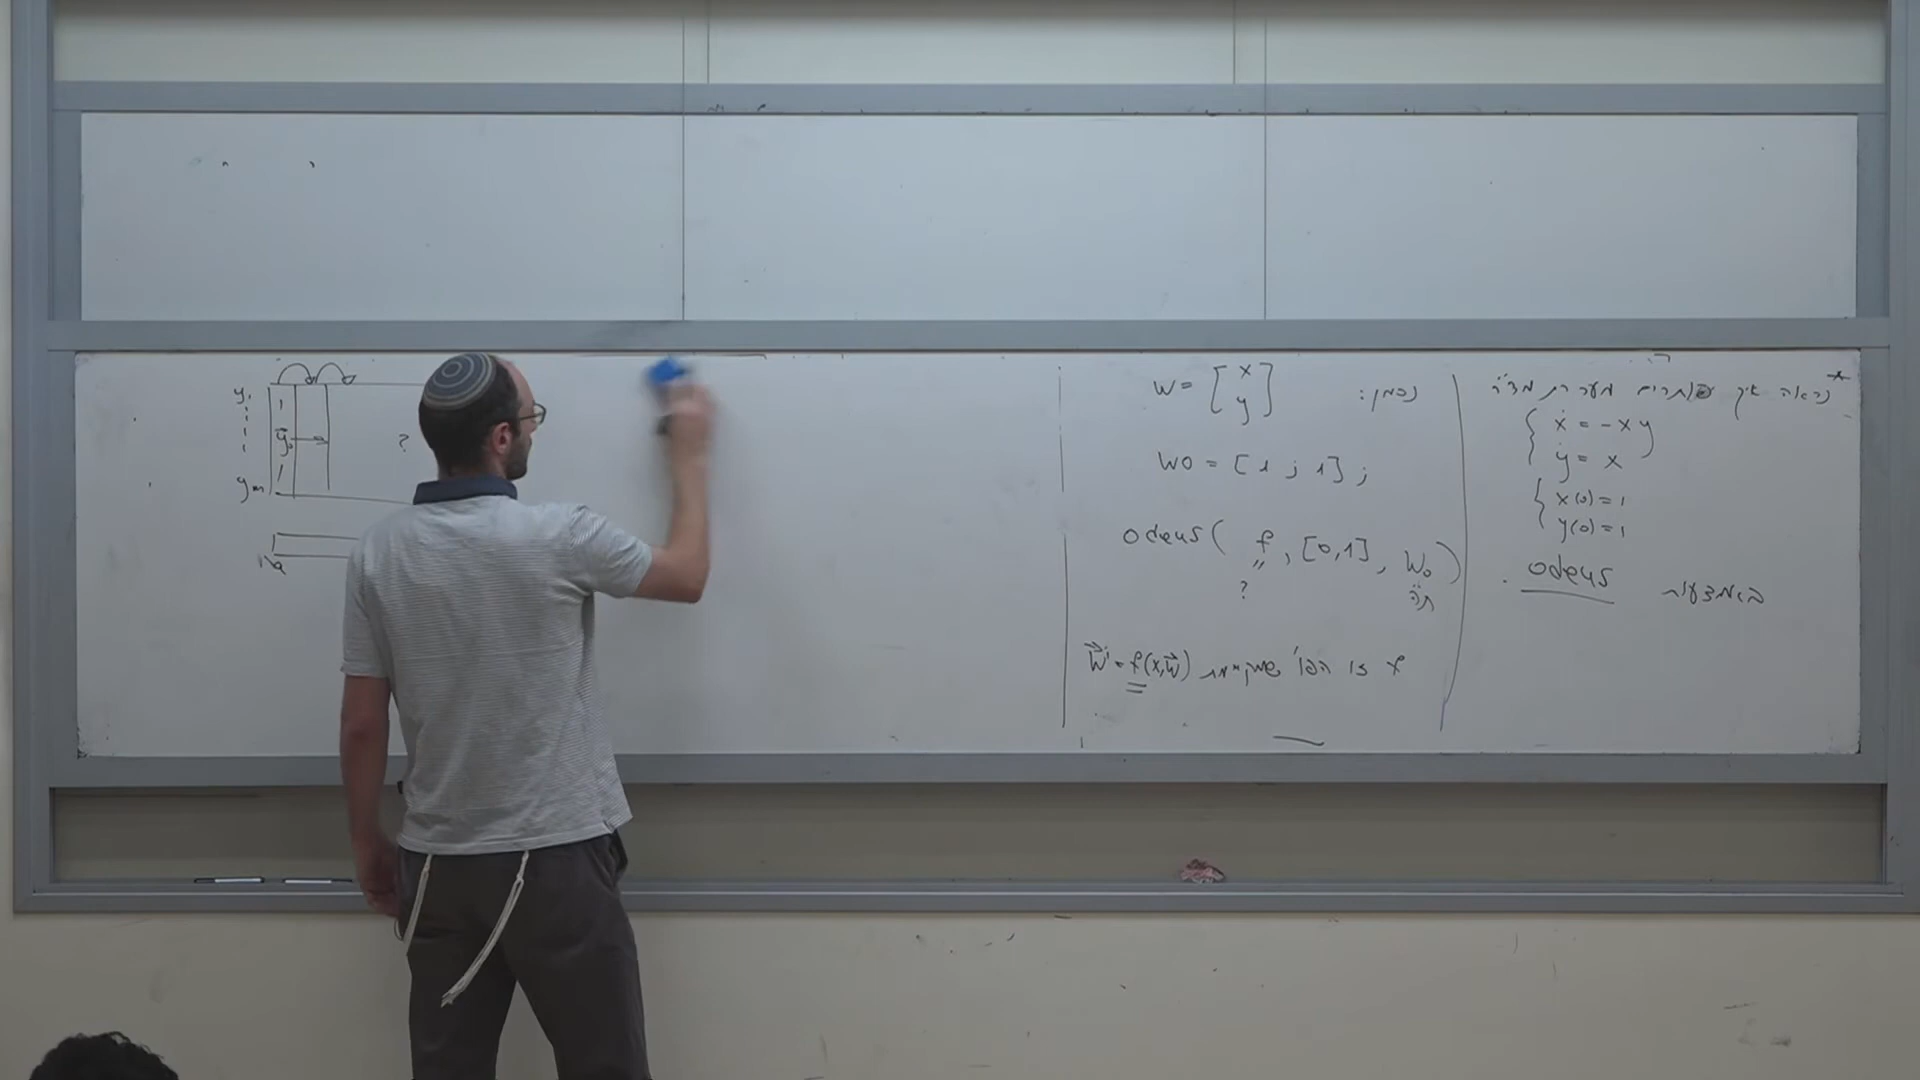 נראה איך פותרים מערכת מד"ר
{ ẋ = -xy
ẏ = x
{ x(0) = 1
y(0) = 1
באמצעות ode45.
נסמן: w = [x y]
w0 = [1 ; 1] ;
ode45( f , [0,1] , w0 )
"
?
f זו הפו' שמקיימת w⃗' = f(x,w⃗)
y1
y⃗0
?
ym